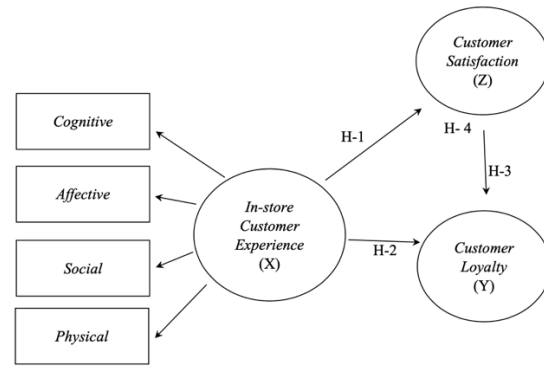 Cognitive
Affective
Social
Physical
In-store
Customer
Experience
(X)
H-1
H-2
Customer
Satisfaction
(Z)
H- 4
H-3
Customer
Loyalty
(Y)